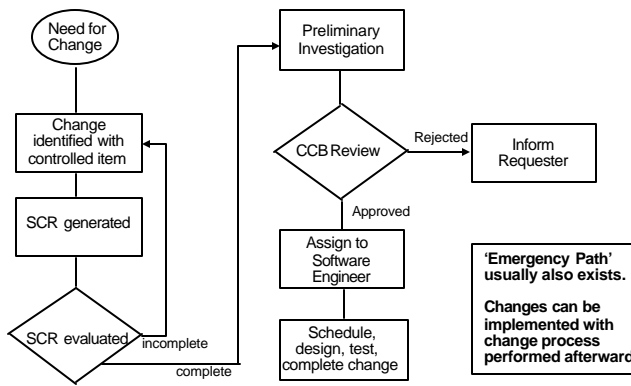 Need for
Change
Change
identified with
controlled item
SCR generated
SCR evaluated
incomplete
complete
Preliminary
Investigation
CCB Review
Rejected
Inform
Requester
Approved
Assign to
Software
Engineer
Schedule,
design, test,
complete change
‘Emergency Path’
usually also exists.
Changes can be
implemented with
change process
performed afterward